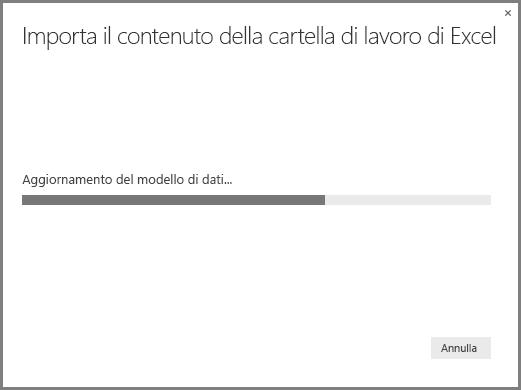 Importa il contenuto della cartella di lavoro di Excel
Aggiornamento del modello di dati...
Annulla